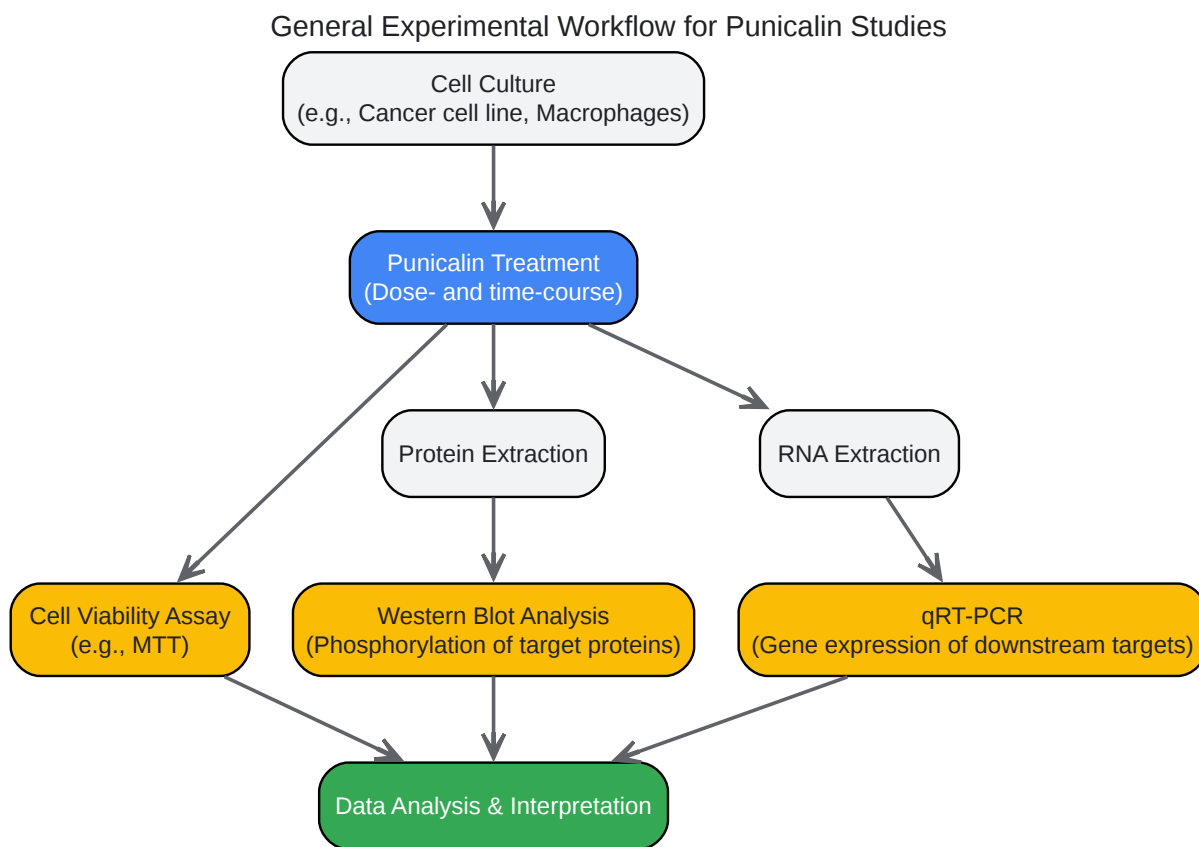 General Experimental Workflow for Punicalin Studies
Cell Culture
(e.g., Cancer cell line, Macrophages)
Punicalin Treatment
(Dose- and time-course)
Protein Extraction
RNA Extraction
Cell Viability Assay
(e.g., MTT)
Western Blot Analysis
(Phosphorylation of target proteins)
qRT-PCR
(Gene expression of downstream targets)
Data Analysis & Interpretation